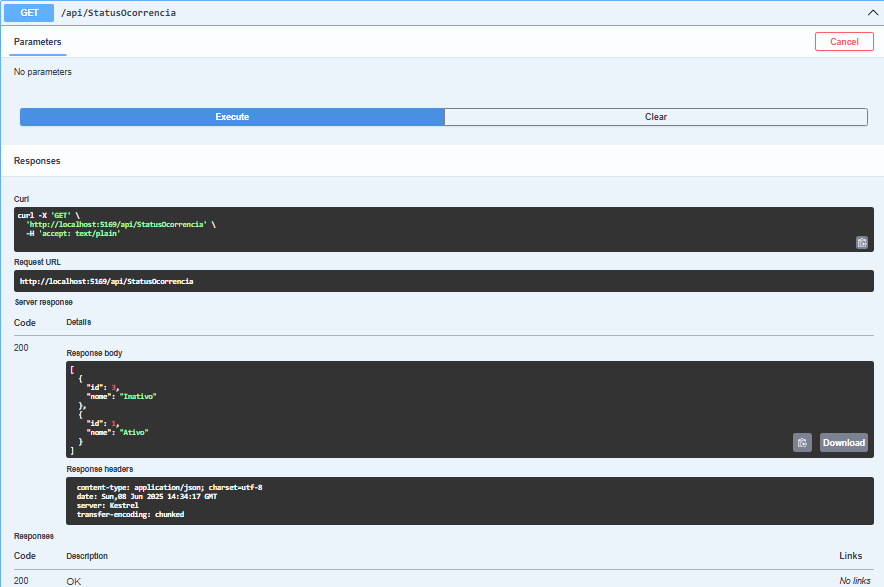 GET /api/StatusOcorrencia
Parameters
Cancel
No parameters
Execute
Clear
Responses
Curl
curl -X 'GET' \
  'http://localhost:5169/api/StatusOcorrencia' \
  -H 'accept: text/plain'
Request URL
http://localhost:5169/api/StatusOcorrencia
Server response
Code Details
200
Response body
[
  {
    "id": 3,
    "nome": "Inativo"
  },
  {
    "id": 1,
    "nome": "Ativo"
  }
]
Download
Response headers
content-type: application/json; charset=utf-8
date: Sun,08 Jun 2025 14:34:17 GMT
server: Kestrel
transfer-encoding: chunked
Responses
Code Description Links
200 OK No links